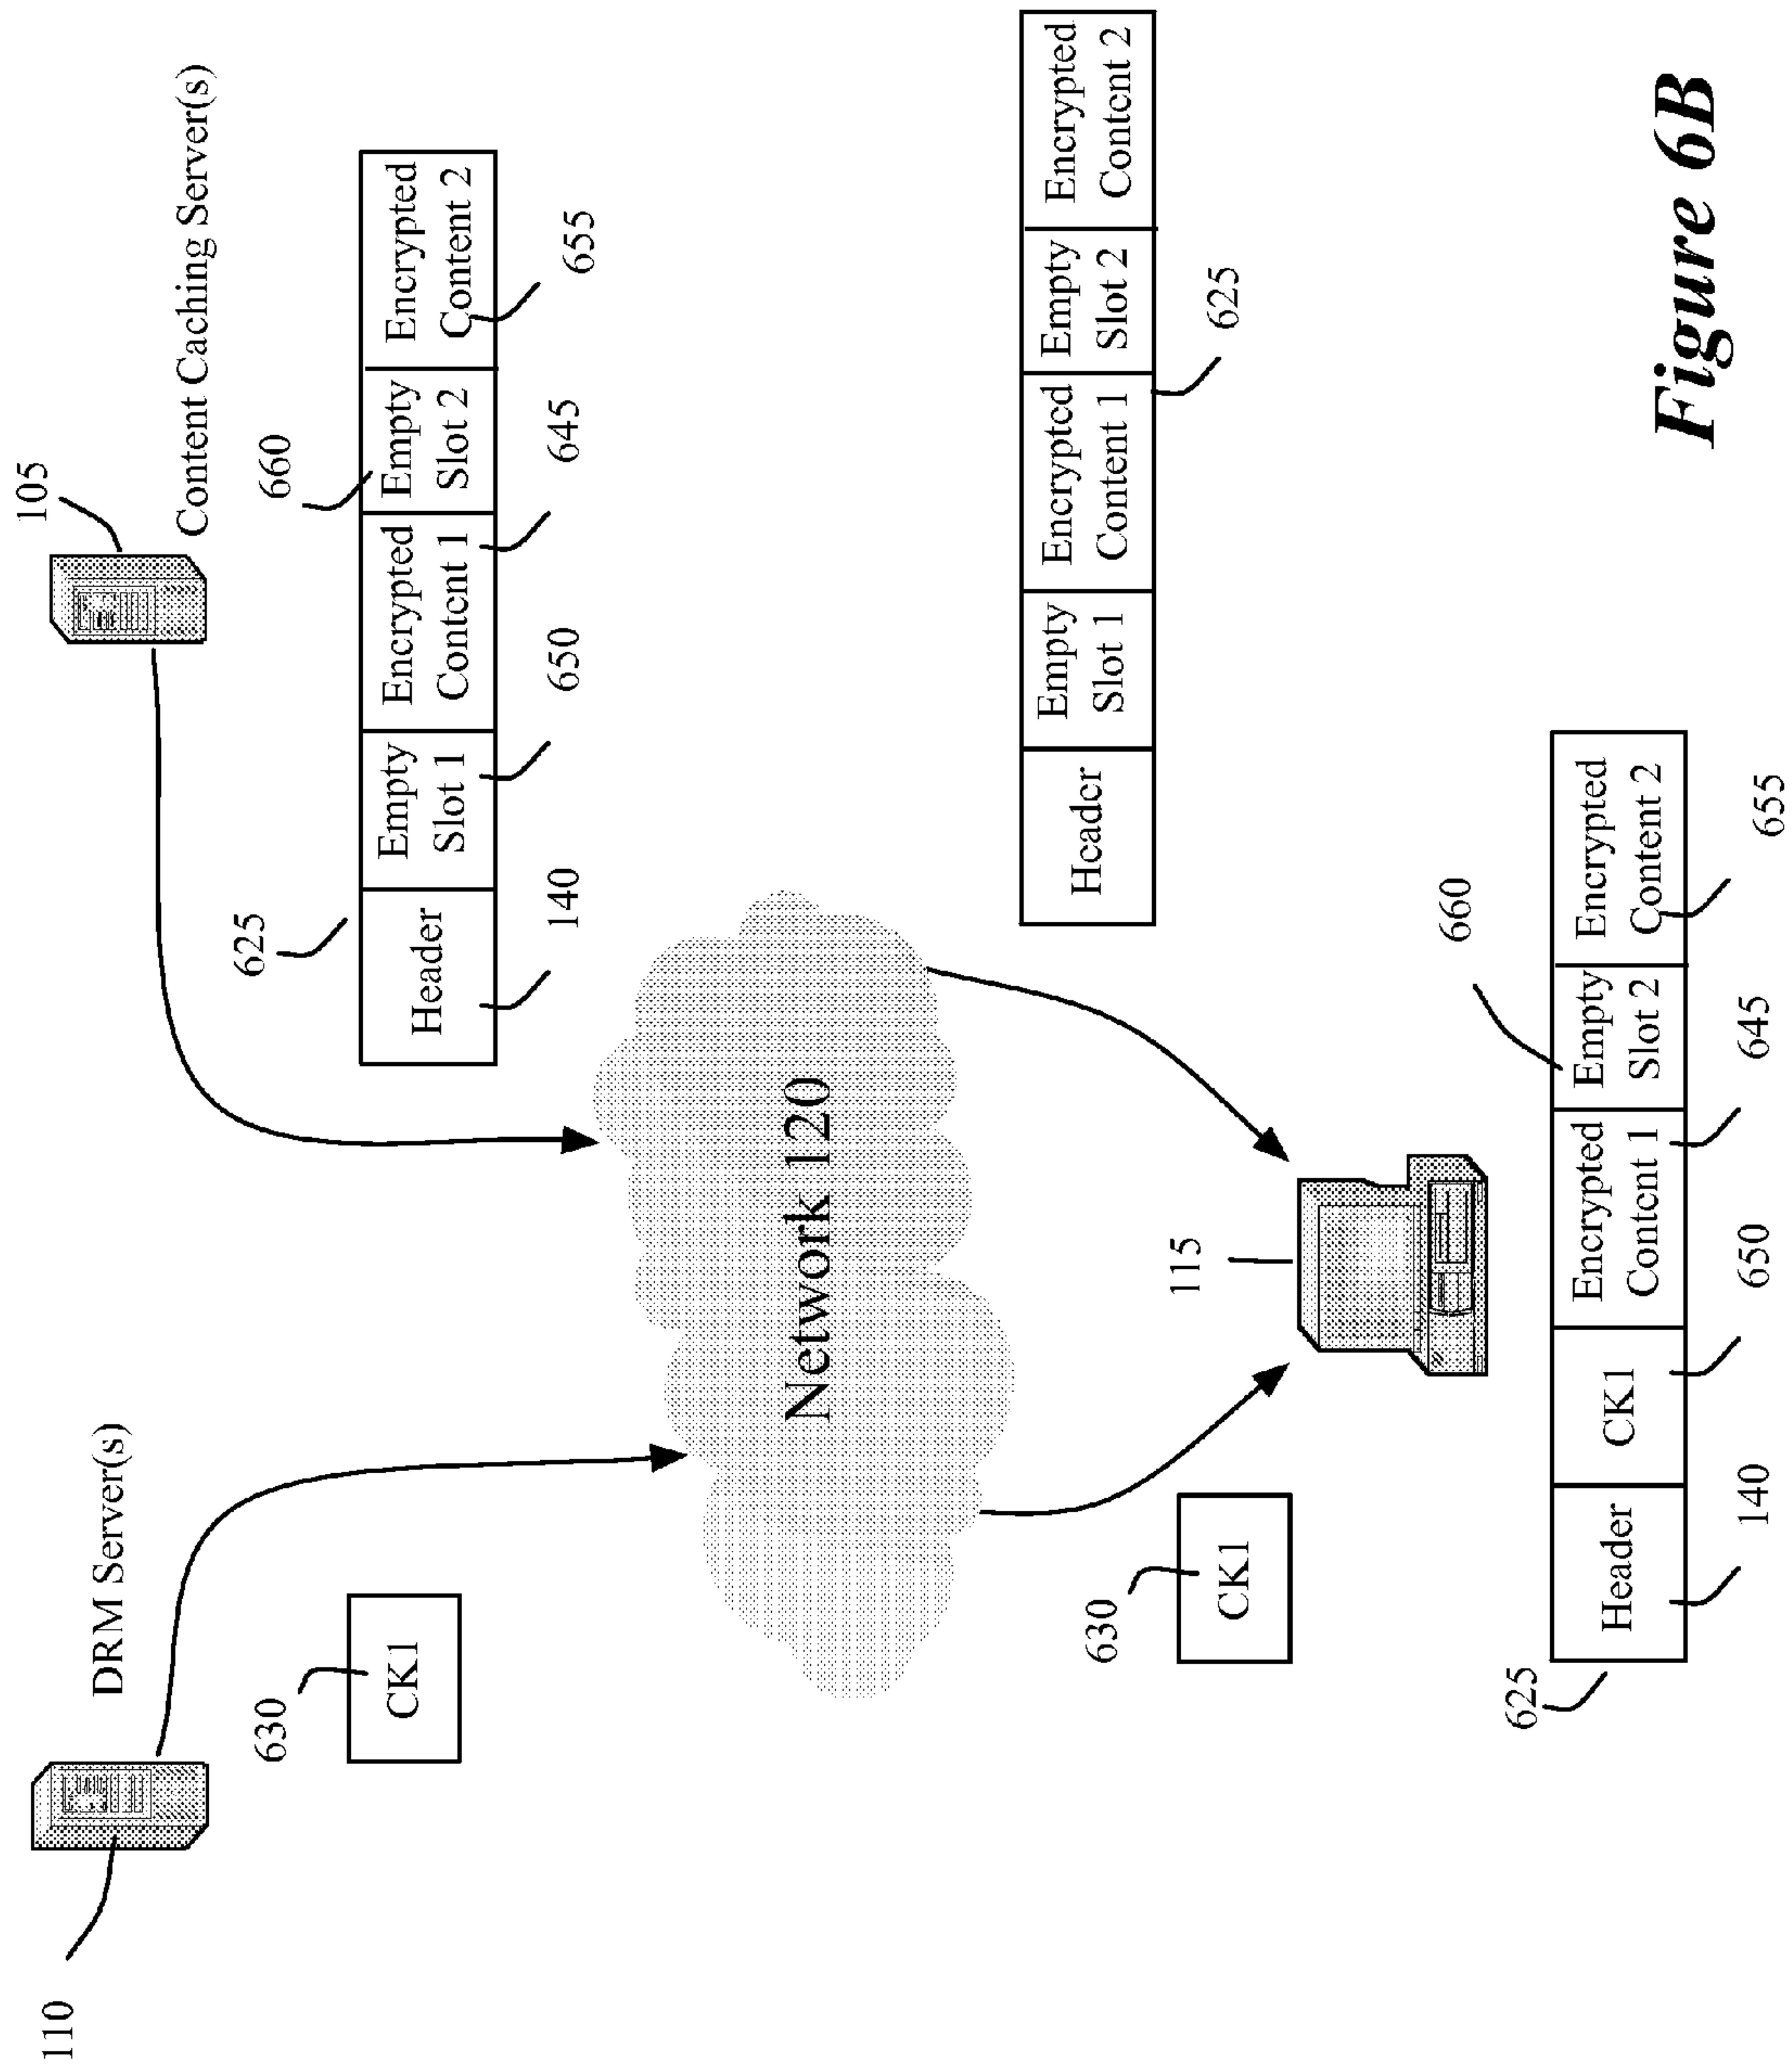 110
DRM Server(s)
105
Content Caching Server(s)
630
CK1
625
660
Header
Empty
Slot 1
Encrypted
Content 1
Empty
Slot 2
Encrypted
Content 2
140
650
645
655
Network 120
630
CK1
115
Header
Empty
Slot 1
Encrypted
Content 1
Empty
Slot 2
Encrypted
Content 2
625
625
660
Header
CK1
Encrypted
Content 1
Empty
Slot 2
Encrypted
Content 2
140
650
645
655
Figure 6B